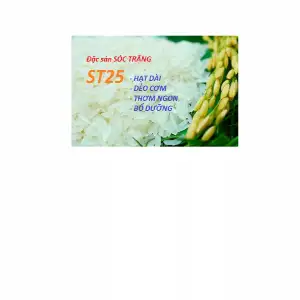 Đặc sản SÓC TRĂNG
ST25
- HẠT DÀI
- DẺO CƠM
- THƠM NGON
- BỔ DƯỠNG